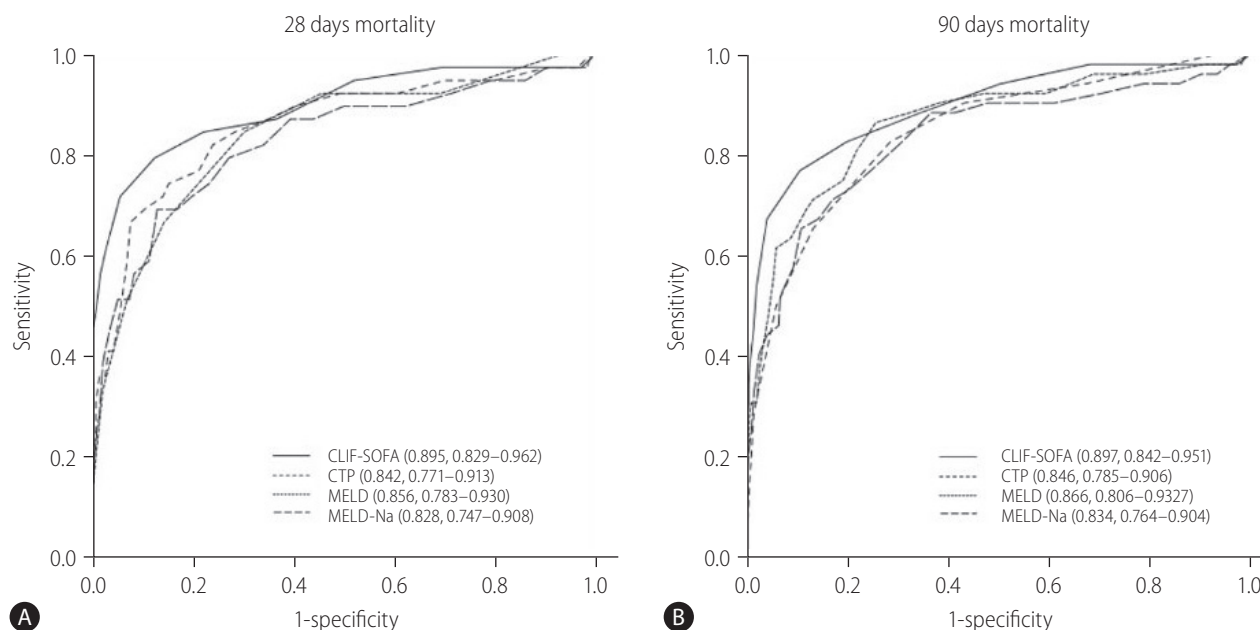 28 days mortality
1.0
0.8
0.6
0.4
0.2
0.0
Sensitivity
CLIF-SOFA (0.895, 0.829–0.962)
CTP (0.842, 0.771–0.913)
MELD (0.856, 0.783–0.930)
MELD-Na (0.828, 0.747–0.908)
0.0 0.2 0.4 0.6 0.8 1.0
1-specificity
A
90 days mortality
1.0
0.8
0.6
0.4
0.2
0.0
Sensitivity
CLIF-SOFA (0.897, 0.842–0.951)
CTP (0.846, 0.785–0.906)
MELD (0.866, 0.806–0.9327)
MELD-Na (0.834, 0.764–0.904)
0.0 0.2 0.4 0.6 0.8 1.0
1-specificity
B